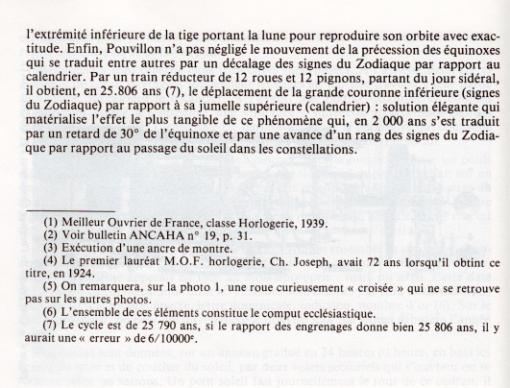 l'extrémité inférieure de la tige portant la lune pour reproduire son orbite avec exac-
titude. Enfin, Pouvillon n'a pas négligé le mouvement de la précession des équinoxes
qui se traduit entre autres par un décalage des signes du Zodiaque par rapport au
calendrier. Par un train réducteur de 12 roues et 12 pignons, partant du jour sidéral,
il obtient, en 25.806 ans (7), le déplacement de la grande couronne inférieure (signes
du Zodiaque) par rapport à sa jumelle supérieure (calendrier) : solution élégante qui
matérialise l'effet le plus tangible de ce phénomène qui, en 2 000 ans s'est traduit
par un retard de 30° de l'équinoxe et par une avance d'un rang des signes du Zodia-
que par rapport au passage du soleil dans les constellations.
(1) Meilleur Ouvrier de France, classe Horlogerie, 1939.
(2) Voir bulletin ANCAHA n° 19, p. 31.
(3) Exécution d'une ancre de montre.
(4) Le premier lauréat M.O.F. horlogerie, Ch. Joseph, avait 72 ans lorsqu'il obtint ce
titre, en 1924.
(5) On remarquera, sur la photo 1, une roue curieusement « croisée » qui ne se retrouve
pas sur les autres photos.
(6) L'ensemble de ces éléments constitue le comput ecclésiastique.
(7) Le cycle est de 25 790 ans, si le rapport des engrenages donne bien 25 806 ans, il y
aurait une « erreur » de 6/10000ᵉ.